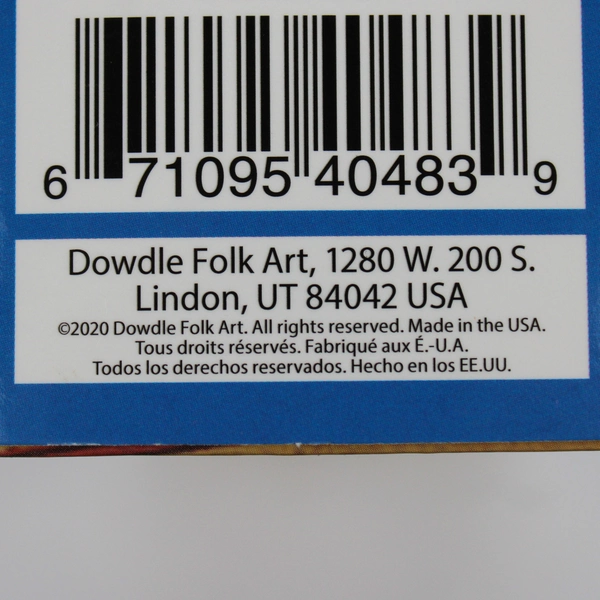 6 71095 40483 9
Dowdle Folk Art, 1280 W. 200 S.
Lindon, UT 84042 USA
©2020 Dowdle Folk Art. All rights reserved. Made in the USA.
Tous droits réservés. Fabriqué aux É.-U.A.
Todos los derechos reservados. Hecho en los EE.UU.